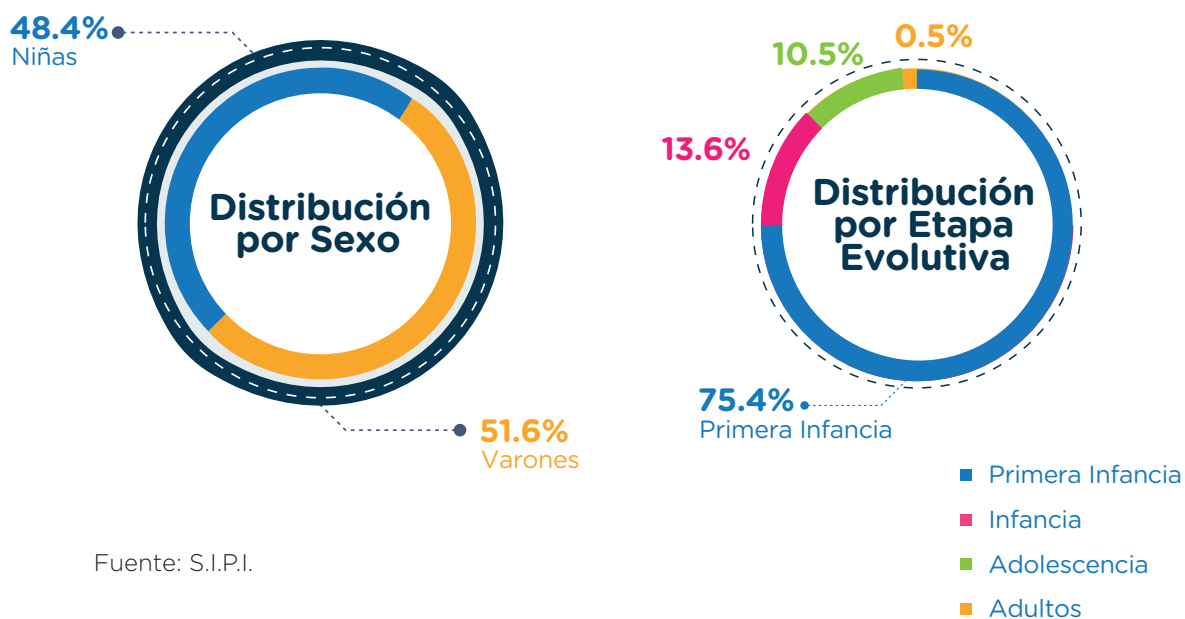 48.4%
Niñas
Distribución
por Sexo
51.6%
Varones
0.5%
10.5%
13.6%
Distribución
por Etapa
Evolutiva
75.4%
Primera Infancia
Primera Infancia
Infancia
Adolescencia
Adultos
Fuente: S.I.P.I.